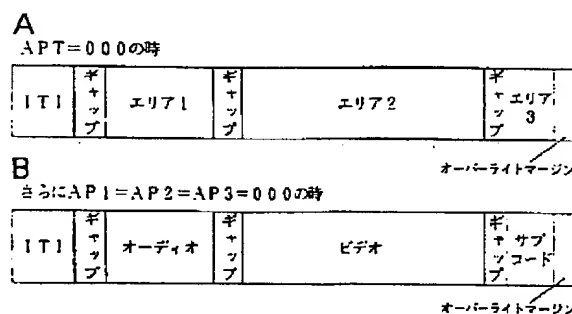 A
APT=000の時
ITI ギャップ エリア1 ギャップ エリア2 ギャップ エリア3
オーバーライトマージン
B
さらにAP1=AP2=AP3=000の時
ITI ギャップ オーディオ ギャップ ビデオ ギャップ サブコード
オーバーライトマージン